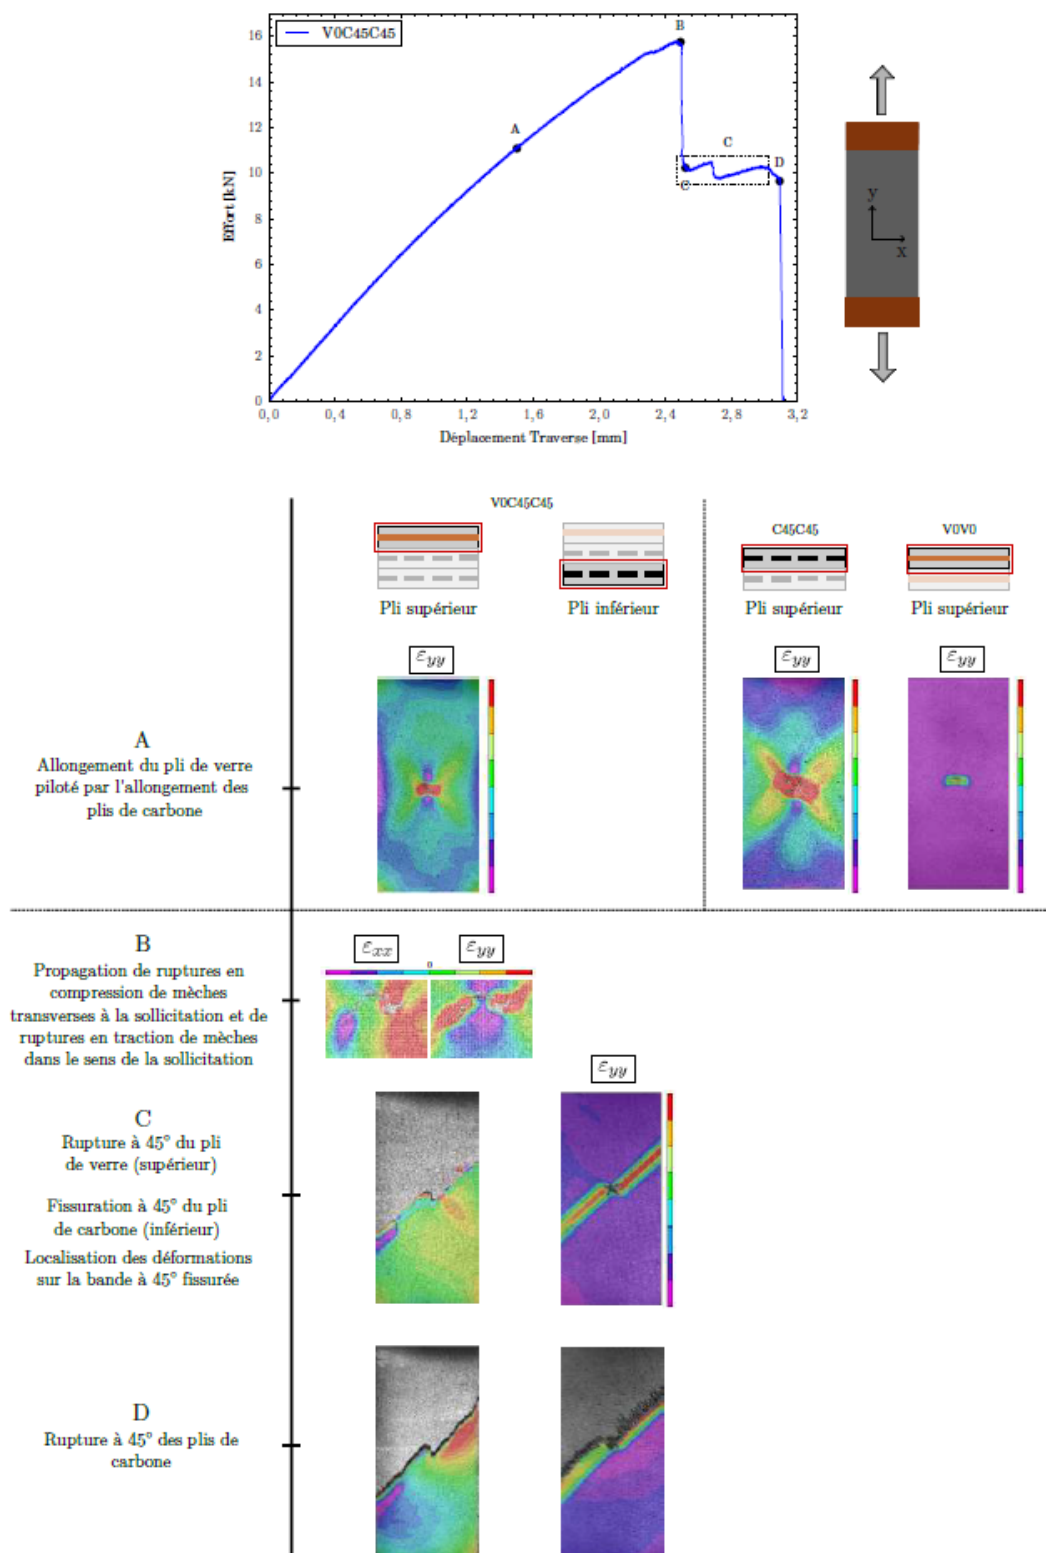 V0C45C45
16
14
12
10
8
6
4
2
0
Effort [kN]
A
B
C
C
D
0,0
0,4
0,8
1,2
1,6
2,0
2,4
2,8
3,2
Déplacement Traverse [mm]
y
x
V0C45C45
C45C45
V0V0
Pli supérieur
Pli inférieur
Pli supérieur
Pli supérieur
εyy
εyy
εyy
A
Allongement du pli de verre
piloté par l'allongement des
plis de carbone
B
Propagation de ruptures en
compression de mèches
transverses à la sollicitation et de
ruptures en traction de mèches
dans le sens de la sollicitation
εxx
εyy
0
εyy
C
Rupture à 45° du pli
de verre (supérieur)
Fissuration à 45° du pli
de carbone (inférieur)
Localisation des déformations
sur la bande à 45° fissurée
D
Rupture à 45° des plis de
carbone